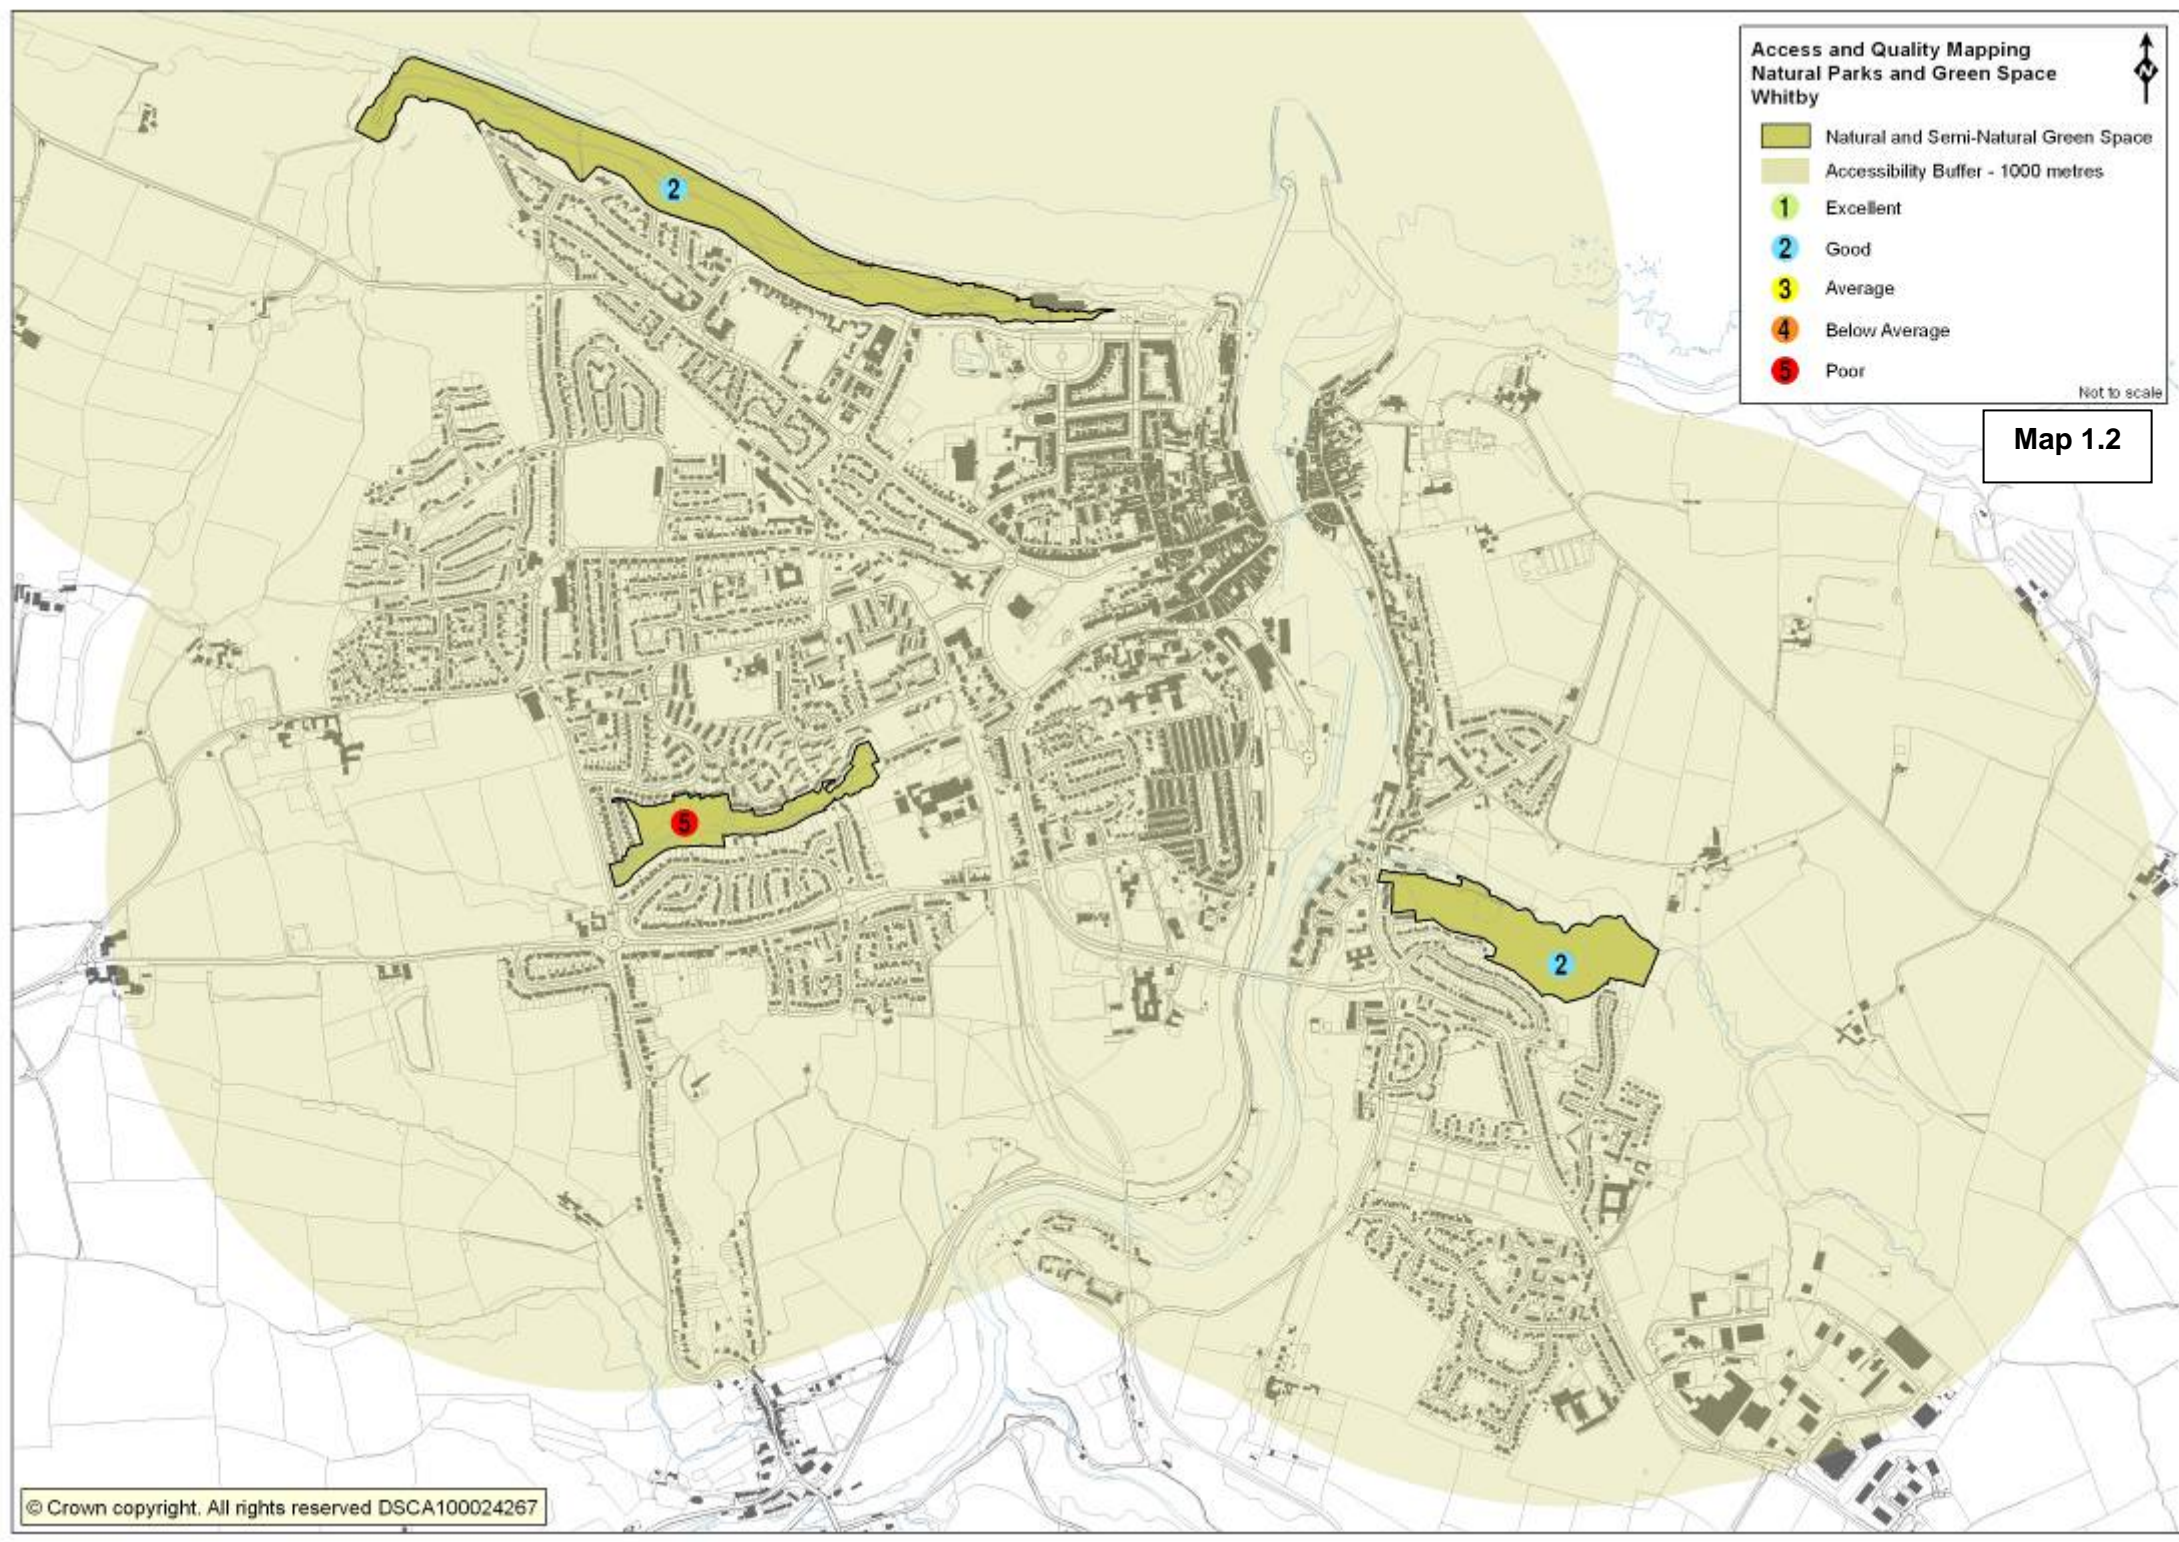 Access and Quality Mapping
Natural Parks and Green Space
Whitby
N
Natural and Semi-Natural Green Space
Accessibility Buffer - 1000 metres
1 Excellent
2 Good
3 Average
4 Below Average
5 Poor
Not to scale
Map 1.2
2
5
2
© Crown copyright. All rights reserved DSCA100024267